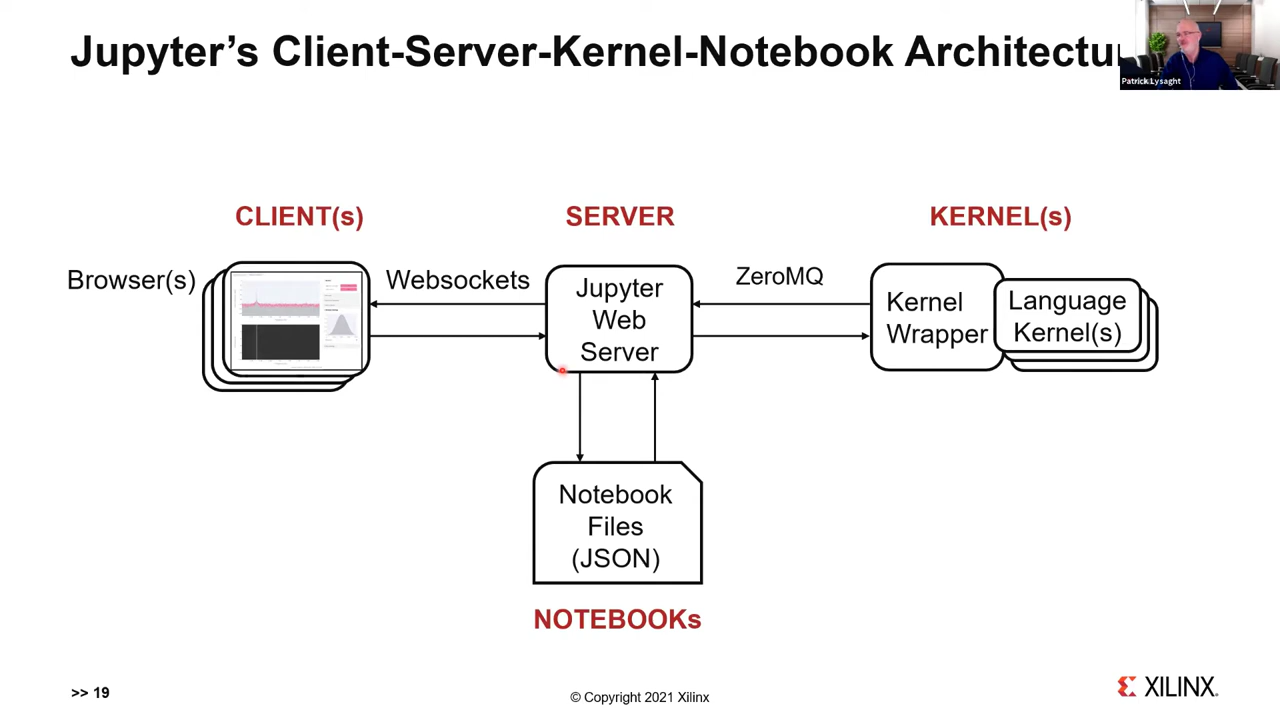 Jupyter’s Client-Server-Kernel-Notebook Architectu
Patrick Lysaght
CLIENT(s)
SERVER
KERNEL(s)
Browser(s)
Websockets
Jupyter
Web
Server
ZeroMQ
Kernel
Wrapper
Language
Kernel(s)
Notebook
Files
(JSON)
NOTEBOOKs
>> 19
© Copyright 2021 Xilinx
XILINX.